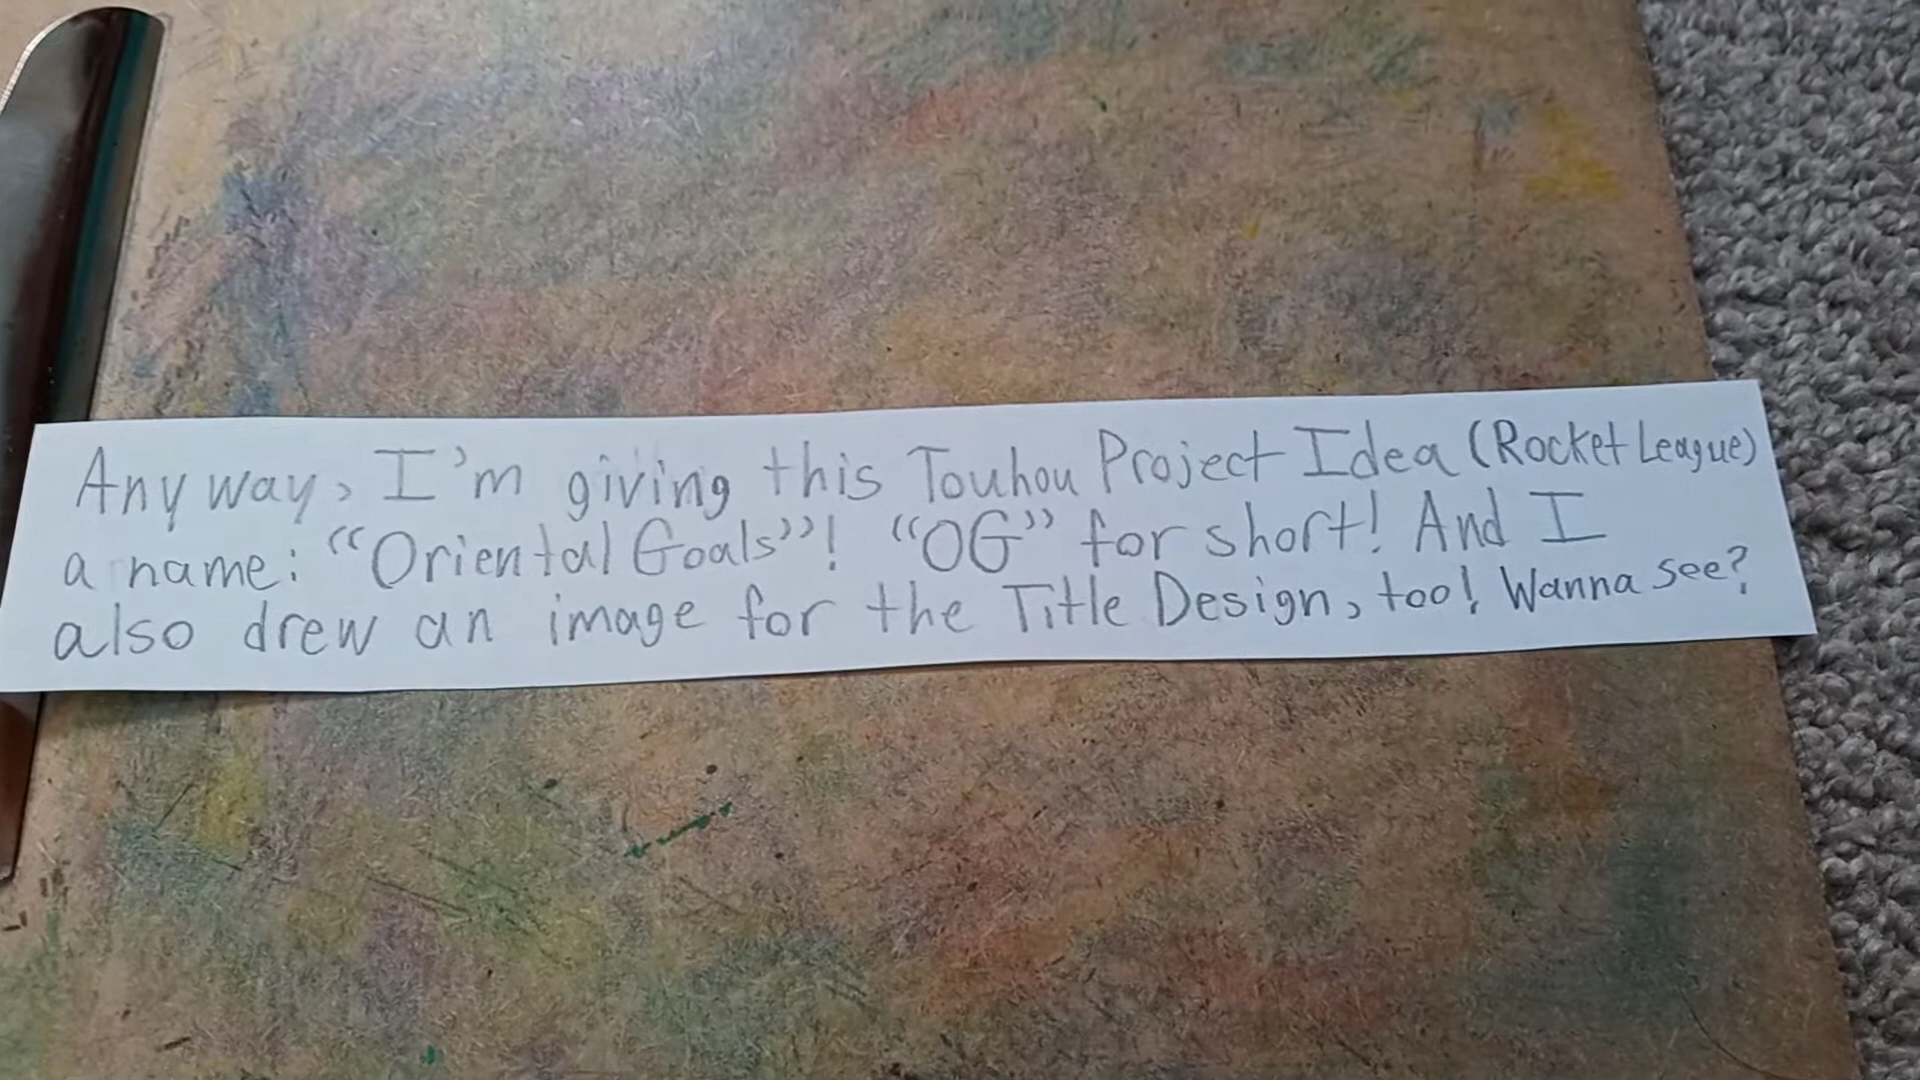 Anyway, I'm giving this Touhou Project Idea (Rocket League)
a name: "Oriental Goals"! "OG" for short! And I
also drew an image for the Title Design, too! Wanna see?